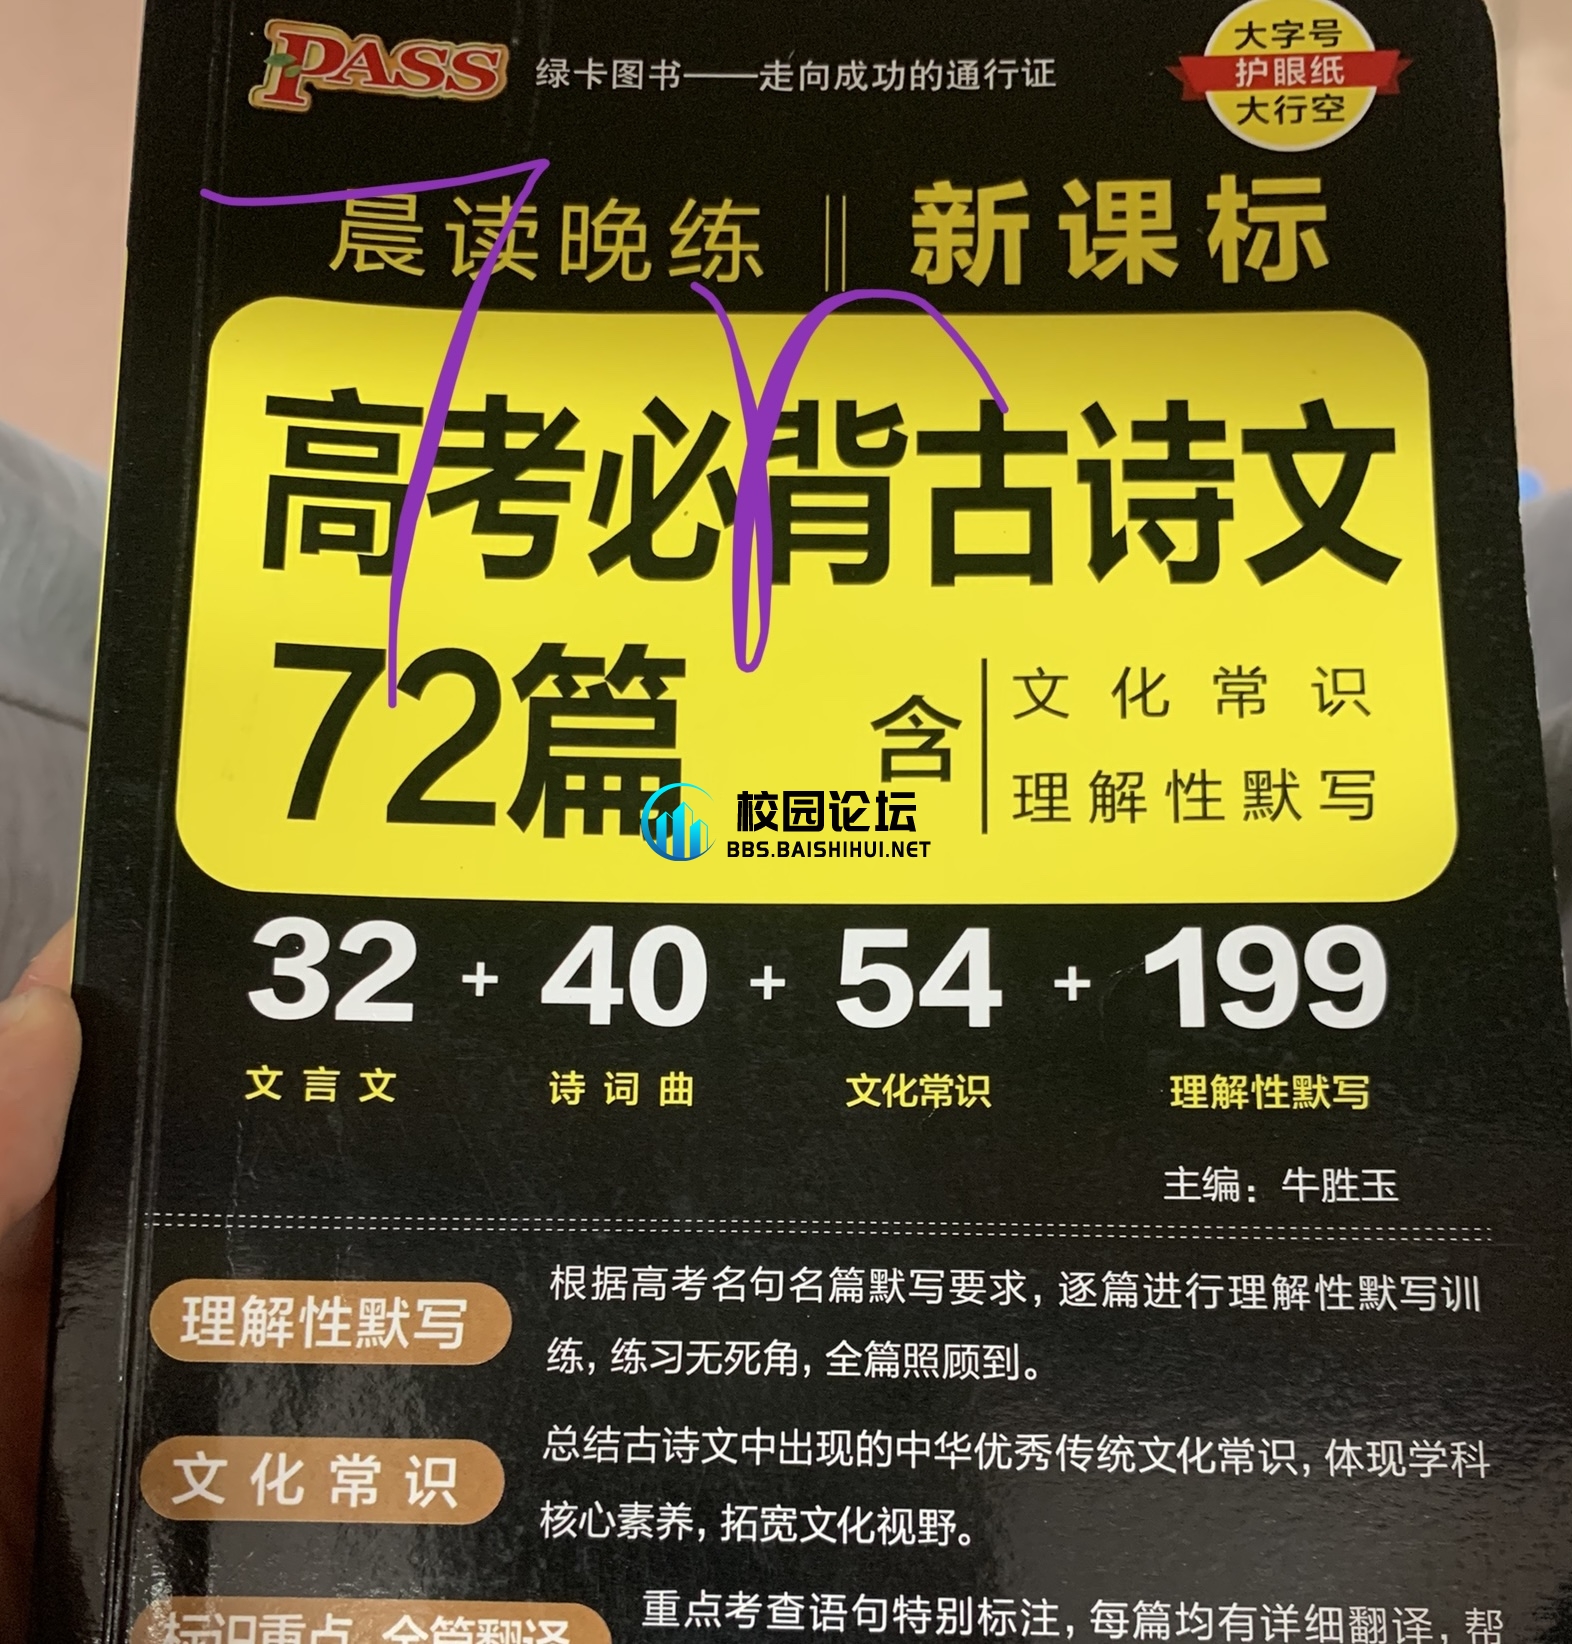 PASS 绿卡图书——走向成功的通行证
大字号
护眼纸
大行空
晨读晚练 || 新课标
7r
高考必背古诗文
72篇 含 文化常识
理解性默写
校园论坛
BBS.BAISHIHUI.NET
32 + 40 + 54 + 199
文言文 诗词曲 文化常识 理解性默写
主编：牛胜玉
理解性默写 根据高考名句名篇默写要求，逐篇进行理解性默写训
练，练习无死角，全篇照顾到。
文化常识 总结古诗文中出现的中华优秀传统文化常识，体现学科
核心素养，拓宽文化视野。
标识重点 全篇翻译 重点考查语句特别标注，每篇均有详细翻译，帮